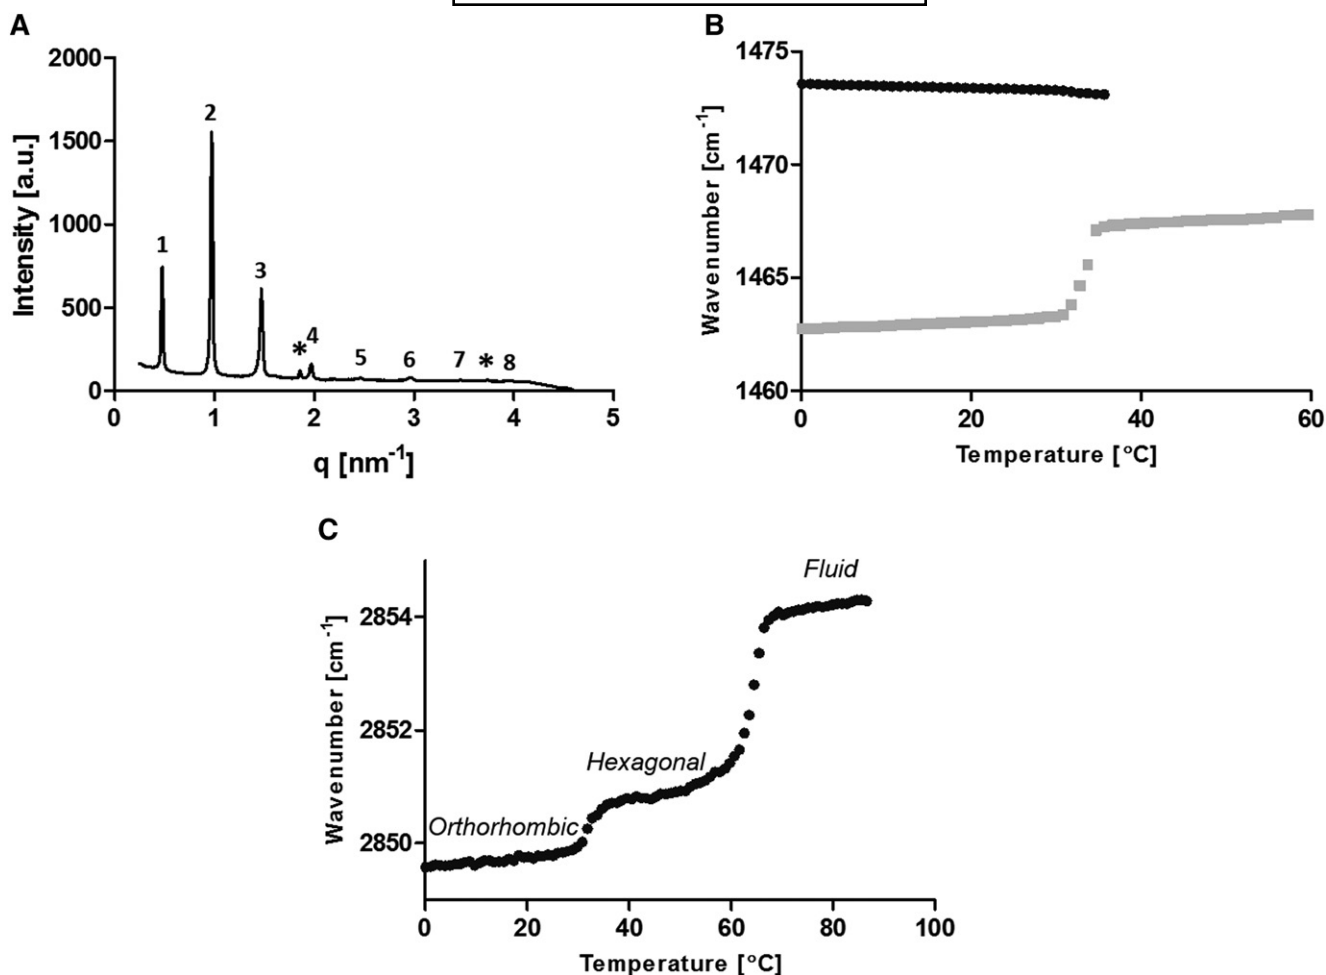 A
2000
1500
1000
500
0
Intensity [a.u.]
1
2
3
*
4
5
6
7
*
8
0 1 2 3 4 5
q [nm-1]
B
1475
1470
1465
1460
Wavenumber [cm-1]
0 20 40 60
Temperature [°C]
C
2854
2852
2850
Wavenumber [cm-1]
Fluid
Hexagonal
Orthorhombic
0 20 40 60 80 100
Temperature [°C]